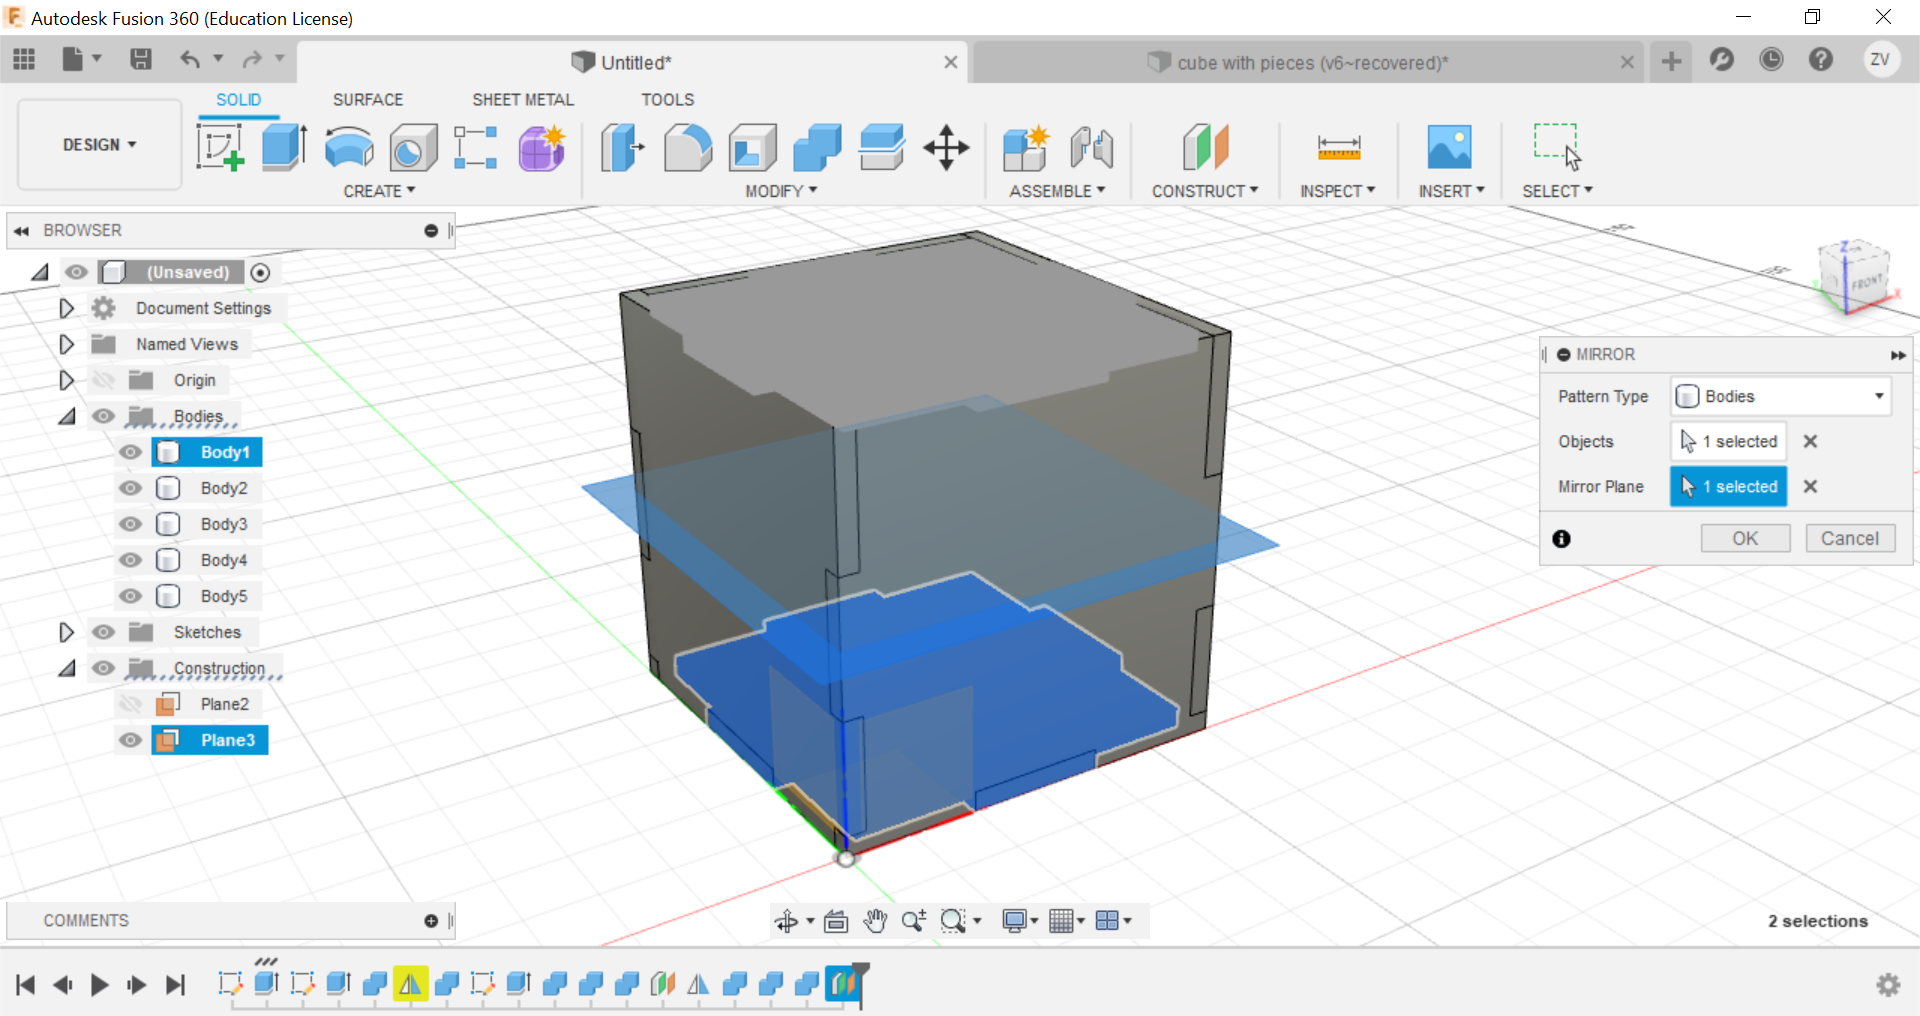 Autodesk Fusion 360 (Education License)
Untitled*
cube with pieces (v6~recovered)*
ZV
DESIGN
SOLID
SURFACE
SHEET METAL
TOOLS
CREATE
MODIFY
ASSEMBLE
CONSTRUCT
INSPECT
INSERT
SELECT
BROWSER
(Unsaved)
Document Settings
Named Views
Origin
Bodies
Body1
Body2
Body3
Body4
Body5
Sketches
Construction
Plane2
Plane3
Z
FRONT
X
MIRROR
Pattern Type
Bodies
Objects
1 selected
Mirror Plane
1 selected
OK
Cancel
COMMENTS
2 selections